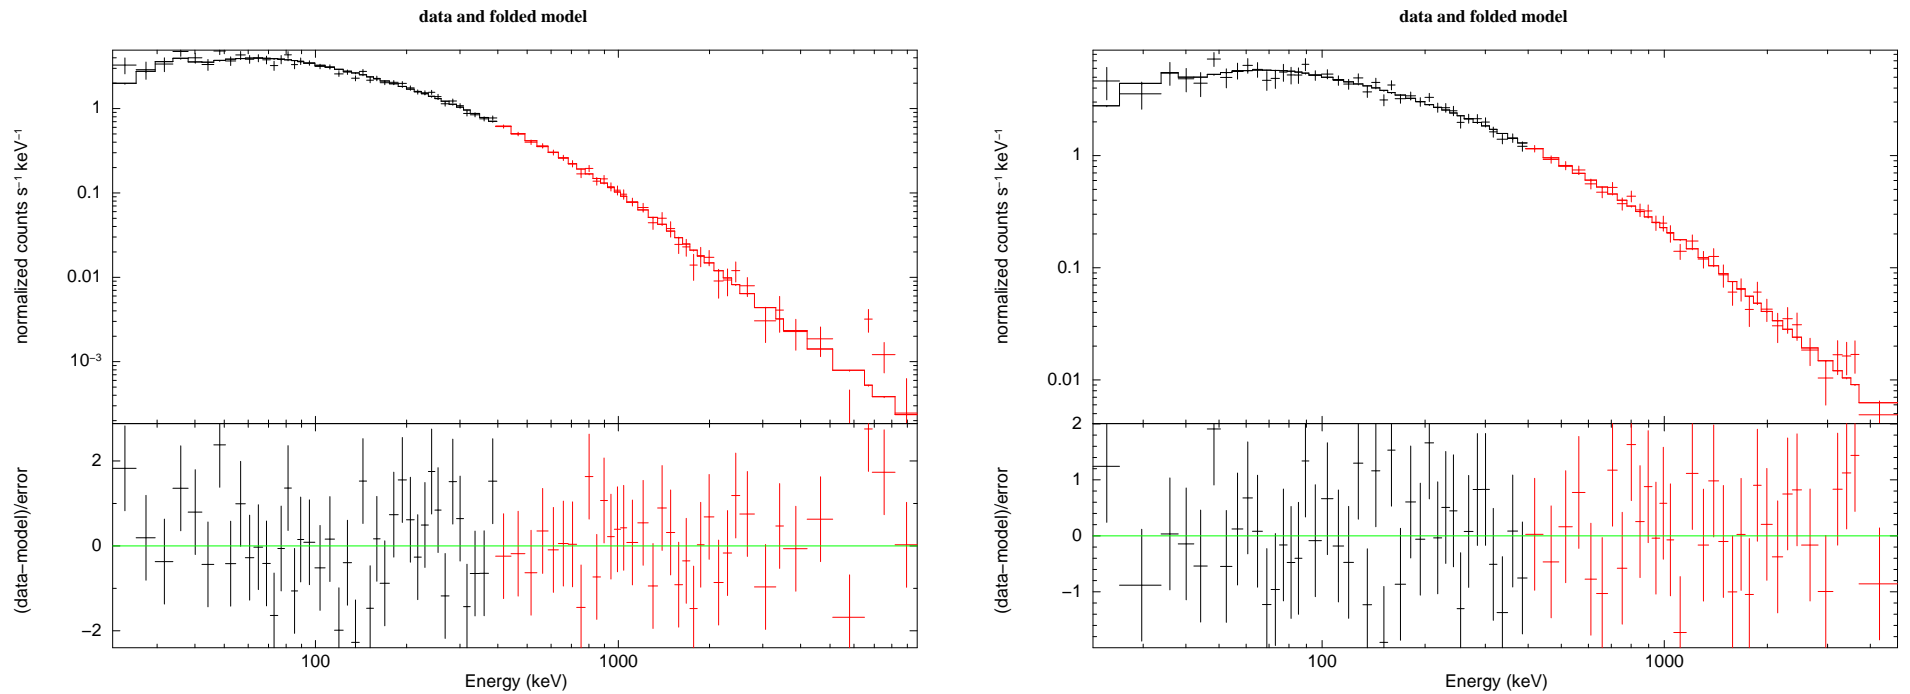 data and folded model
normalized counts s⁻¹ keV⁻¹
1
0.1
0.01
10⁻³
(data−model)/error
2
0
−2
100
1000
Energy (keV)
data and folded model
normalized counts s⁻¹ keV⁻¹
1
0.1
0.01
(data−model)/error
2
1
0
−1
100
1000
Energy (keV)